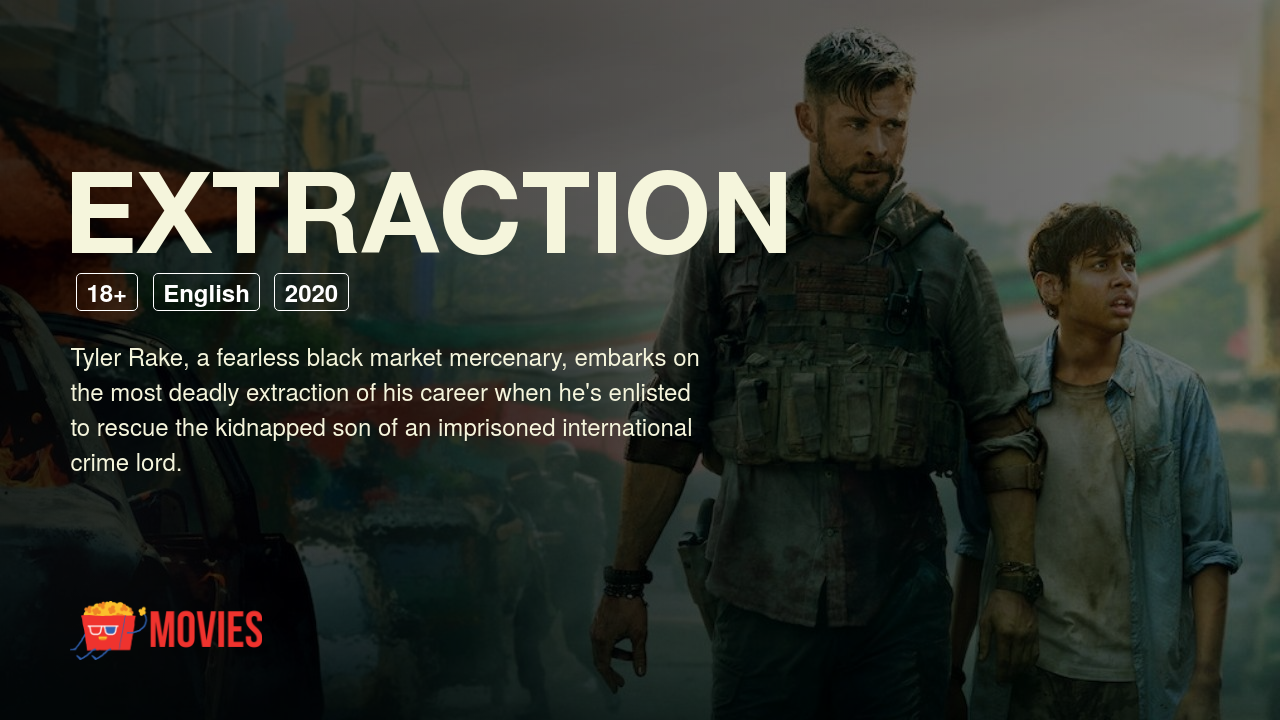 EXTRACTION
18+ English 2020
Tyler Rake, a fearless black market mercenary, embarks on
the most deadly extraction of his career when he's enlisted
to rescue the kidnapped son of an imprisoned international
crime lord.
MOVIES